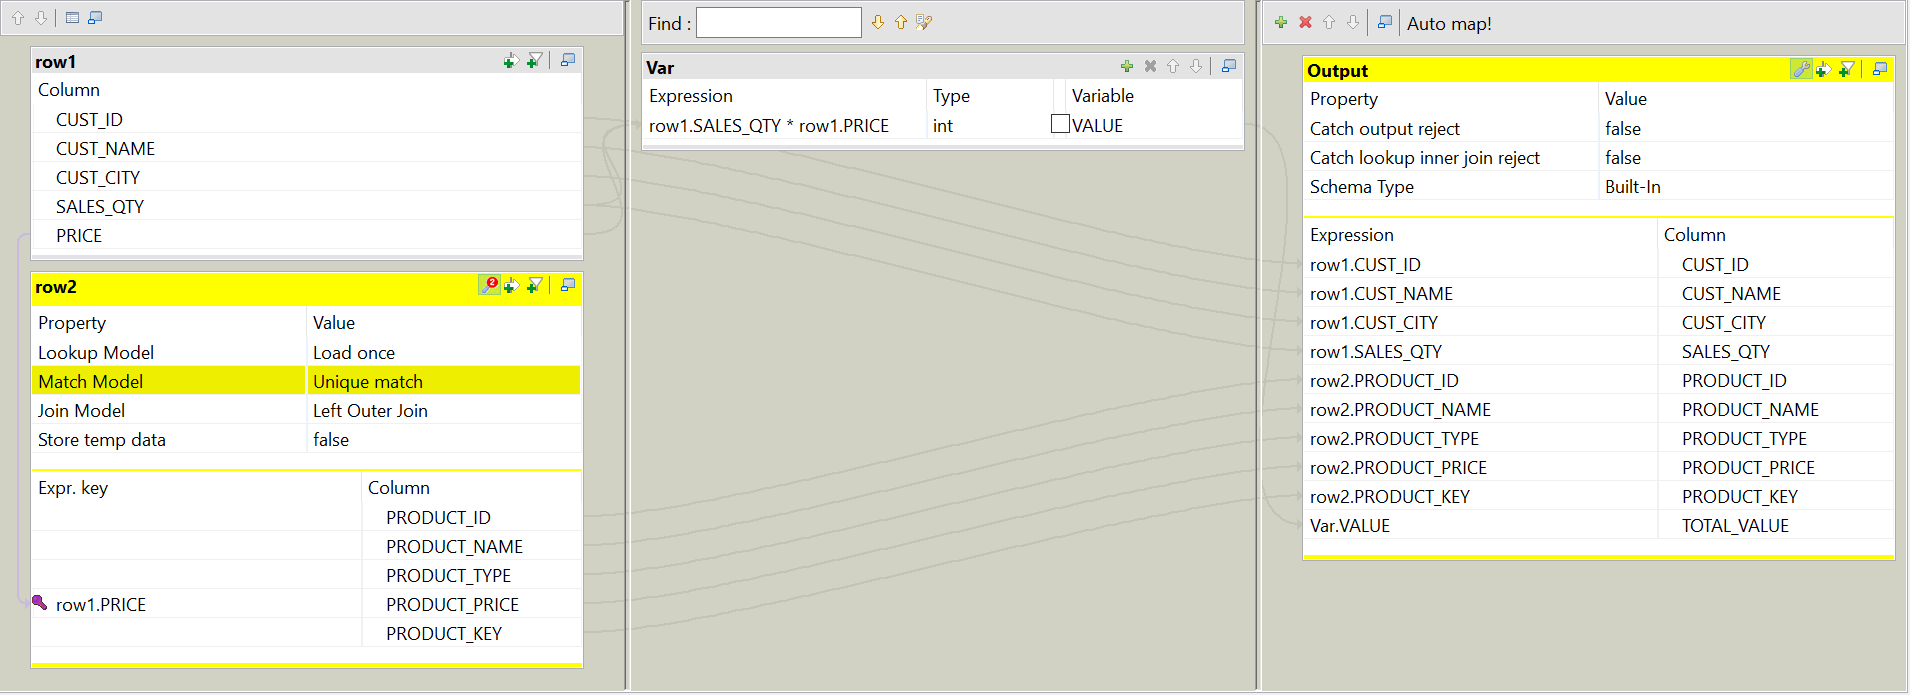 row1
Column
CUST_ID
CUST_NAME
CUST_CITY
SALES_QTY
PRICE
row2
Property Value
Lookup Model Load once
Match Model Unique match
Join Model Left Outer Join
Store temp data false
Expr. key Column
PRODUCT_ID
PRODUCT_NAME
PRODUCT_TYPE
row1.PRICE PRODUCT_PRICE
PRODUCT_KEY
Find :
Var
Expression Type Variable
row1.SALES_QTY * row1.PRICE int VALUE
Auto map!
Output
Property Value
Catch output reject false
Catch lookup inner join reject false
Schema Type Built-In
Expression Column
row1.CUST_ID CUST_ID
row1.CUST_NAME CUST_NAME
row1.CUST_CITY CUST_CITY
row1.SALES_QTY SALES_QTY
row2.PRODUCT_ID PRODUCT_ID
row2.PRODUCT_NAME PRODUCT_NAME
row2.PRODUCT_TYPE PRODUCT_TYPE
row2.PRODUCT_PRICE PRODUCT_PRICE
row2.PRODUCT_KEY PRODUCT_KEY
Var.VALUE TOTAL_VALUE